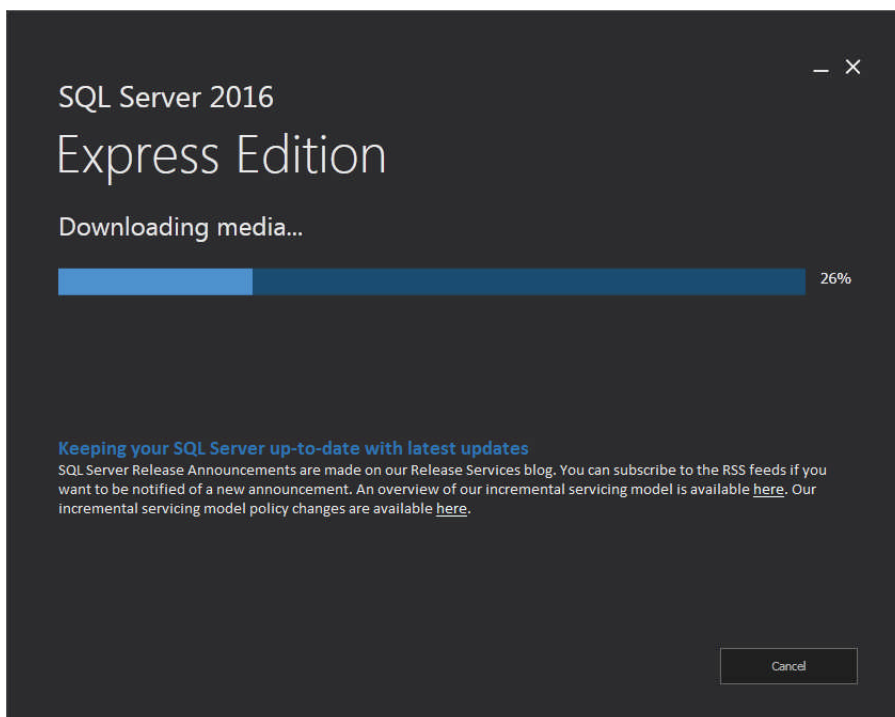 SQL Server 2016
Express Edition
Downloading media...
26%
Keeping your SQL Server up-to-date with latest updates
SQL Server Release Announcements are made on our Release Services blog. You can subscribe to the RSS feeds if you
want to be notified of a new announcement. An overview of our incremental servicing model is available here. Our
incremental servicing model policy changes are available here.
Cancel